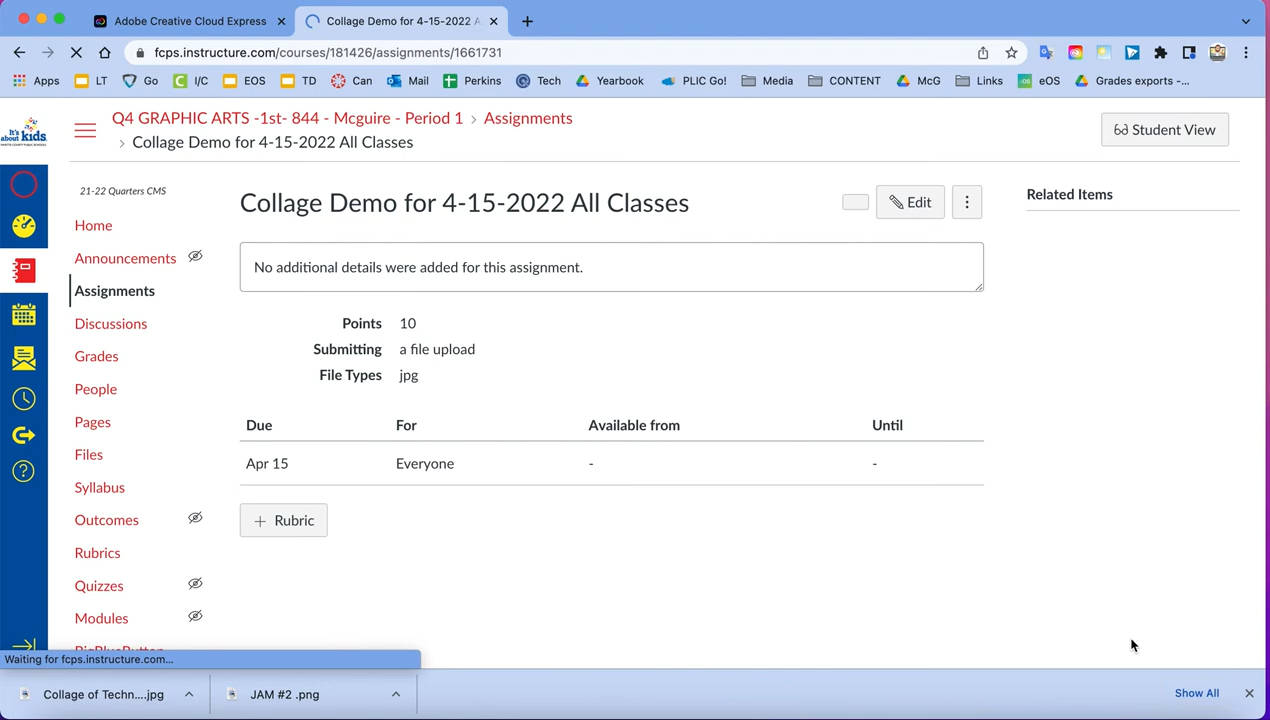 Adobe Creative Cloud Express
Collage Demo for 4-15-2022 A
fcps.instructure.com/courses/181426/assignments/1661731
Apps LT Go I/C EOS TD Can Mail Perkins Tech Yearbook PLIC Go! Media CONTENT McG Links eOS Grades exports -...
It's about kids
Q4 GRAPHIC ARTS -1st- 844 - Mcguire - Period 1 > Assignments
> Collage Demo for 4-15-2022 All Classes
Student View
21-22 Quarters CMS
Home
Announcements
Assignments
Discussions
Grades
People
Pages
Files
Syllabus
Outcomes
Rubrics
Quizzes
Modules
BigBlueButton
Collage Demo for 4-15-2022 All Classes
Edit
Related Items
No additional details were added for this assignment.
Points 10
Submitting a file upload
File Types jpg
Due For Available from Until
Apr 15 Everyone - -
+ Rubric
Waiting for fcps.instructure.com...
Collage of Techn....jpg
JAM #2 .png
Show All